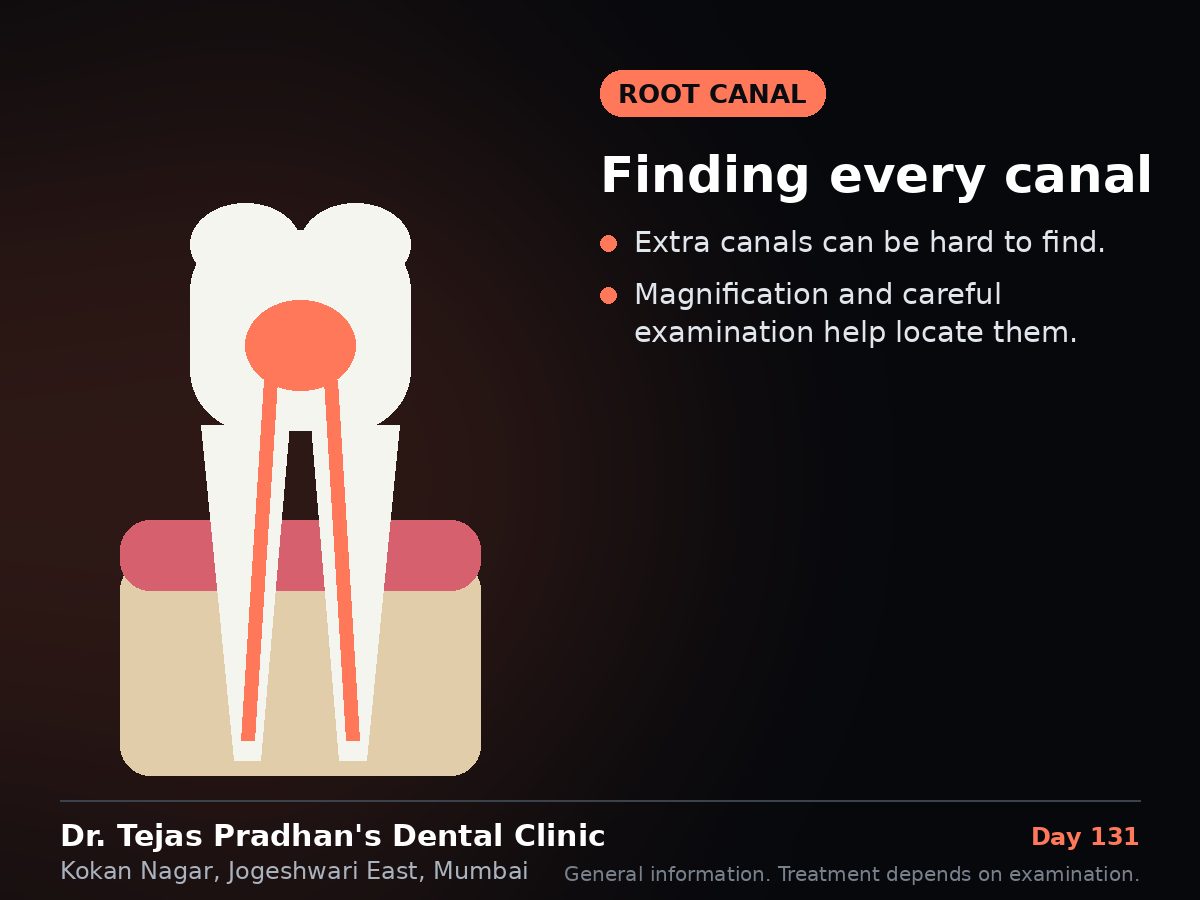 ROOT CANAL
Finding every canal
Extra canals can be hard to find.
Magnification and careful
examination help locate them.
Dr. Tejas Pradhan's Dental Clinic
Day 131
Kokan Nagar, Jogeshwari East, Mumbai
General information. Treatment depends on examination.